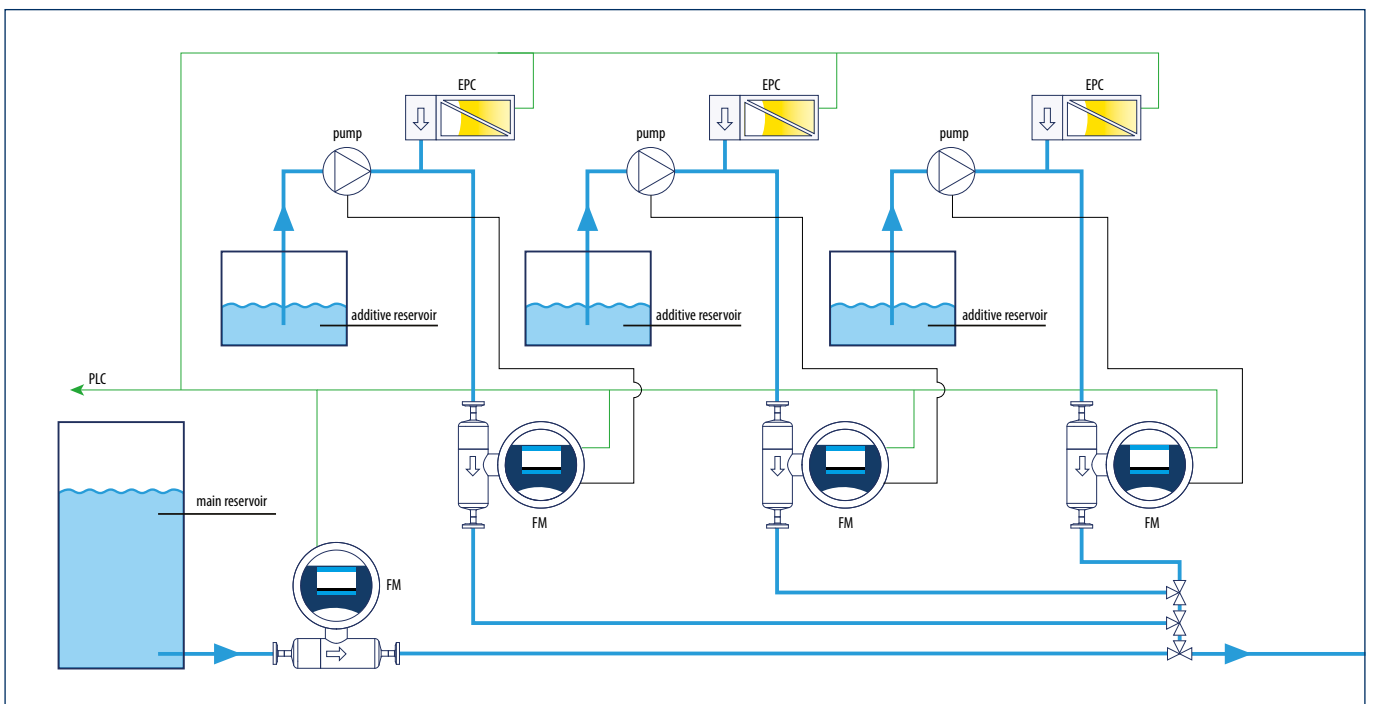 EPC
EPC
EPC
pump
pump
pump
additive reservoir
additive reservoir
additive reservoir
PLC
main reservoir
FM
FM
FM
FM